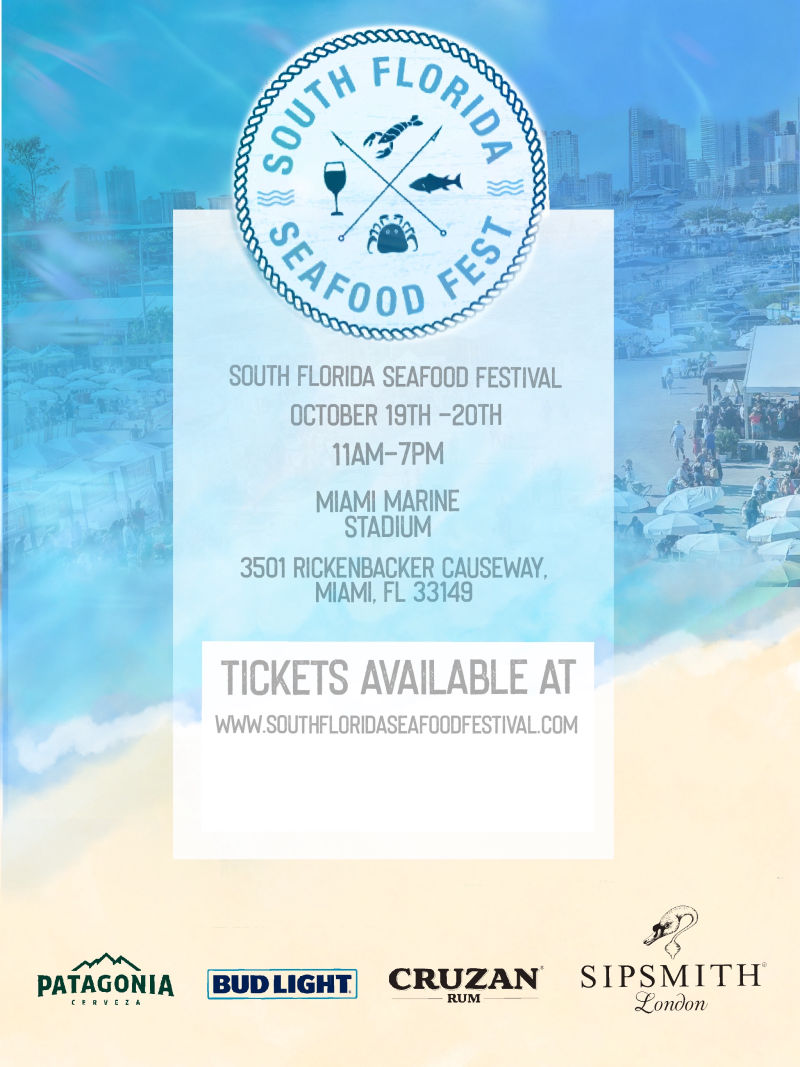 SOUTH FLORIDA
SEAFOOD FEST
SOUTH FLORIDA SEAFOOD FESTIVAL
OCTOBER 19TH -20TH
11AM-7PM
MIAMI MARINE
STADIUM
3501 RICKENBACKER CAUSEWAY,
MIAMI, FL 33149
TICKETS AVAILABLE AT
WWW.SOUTHFLORIDASEAFOODFESTIVAL.COM
PATAGONIA
CERVEZA
BUD LIGHT
CRUZAN®
RUM
SIPSMITH®
London